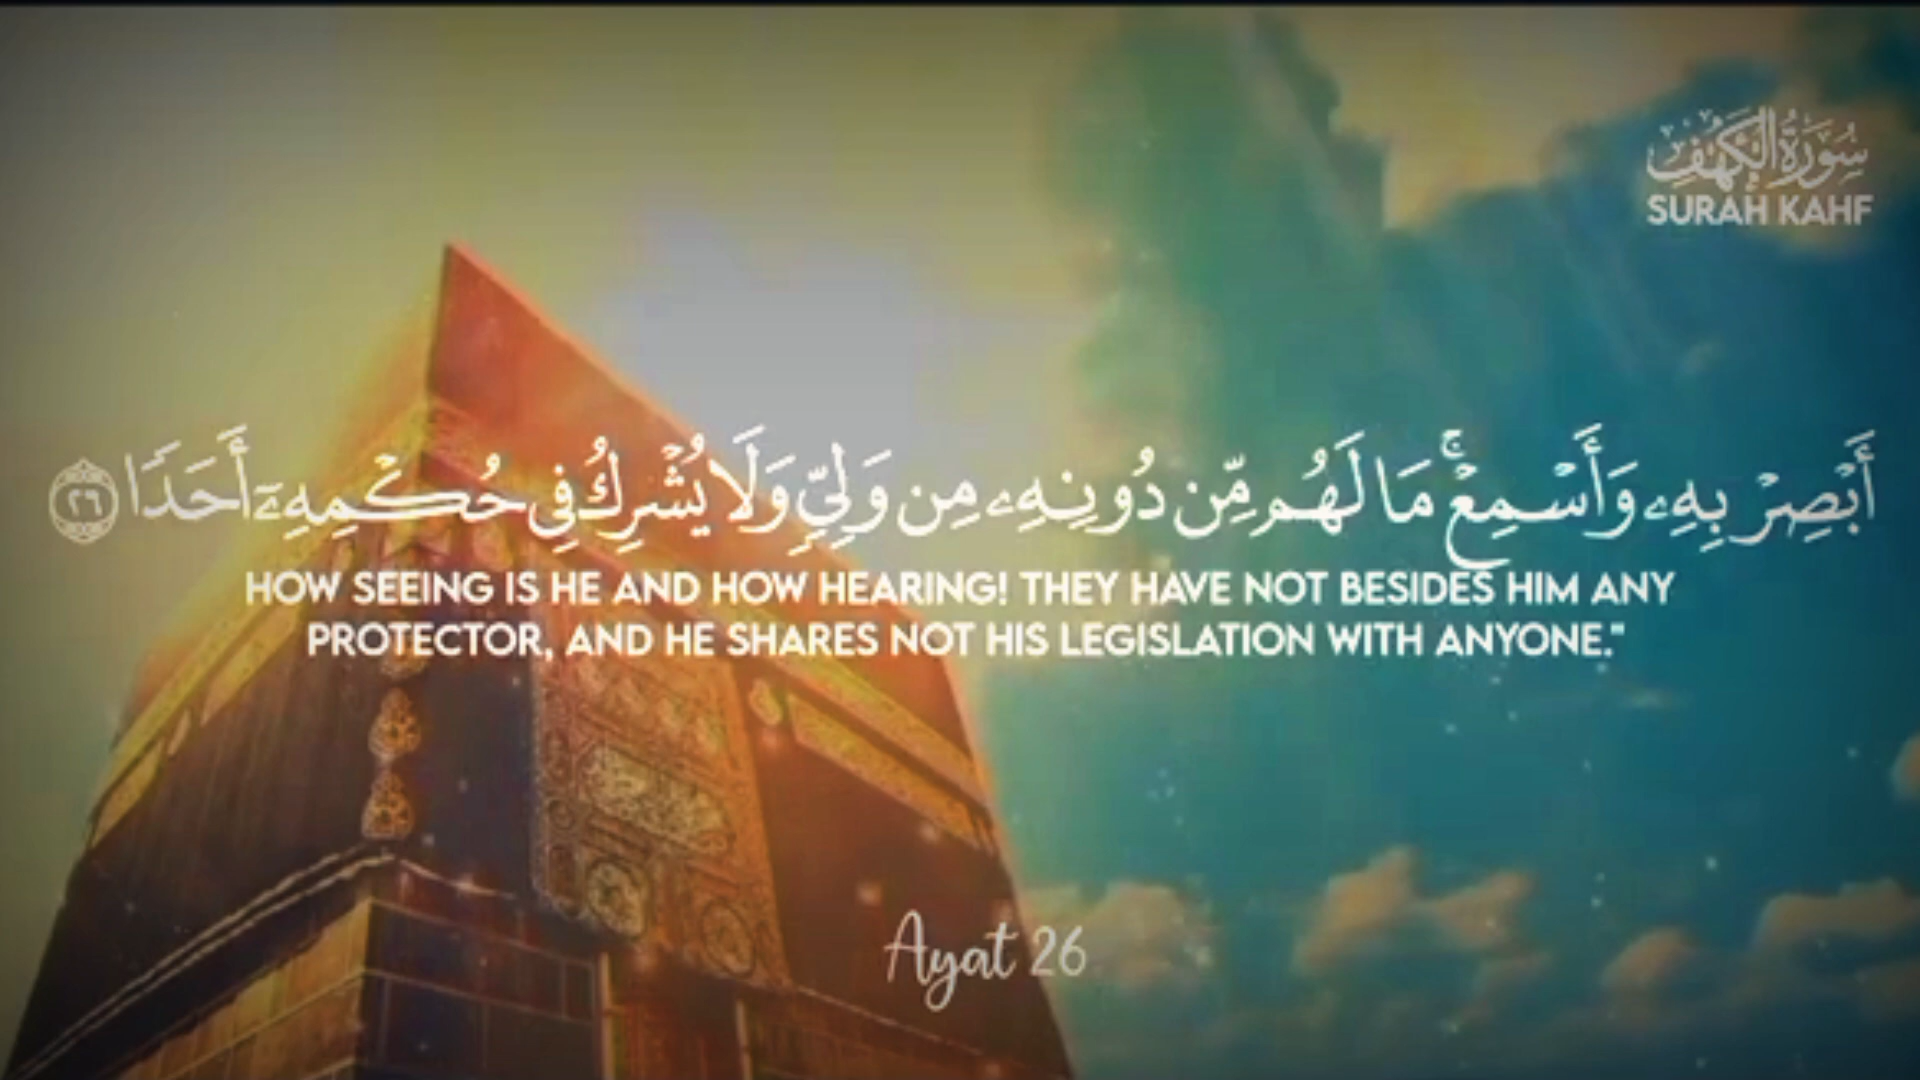 سُورَةُ الْكَهْفِ
SURAH KAHF
أَبْصِرْ بِهِۦ وَأَسْمِعْ ۚ مَا لَهُم مِّن دُونِهِۦ مِن وَلِيٍّ وَلَا يُشْرِكُ فِى حُكْمِهِۦٓ أَحَدًا ٢٦
HOW SEEING IS HE AND HOW HEARING! THEY HAVE NOT BESIDES HIM ANY
PROTECTOR, AND HE SHARES NOT HIS LEGISLATION WITH ANYONE."
Ayat 26